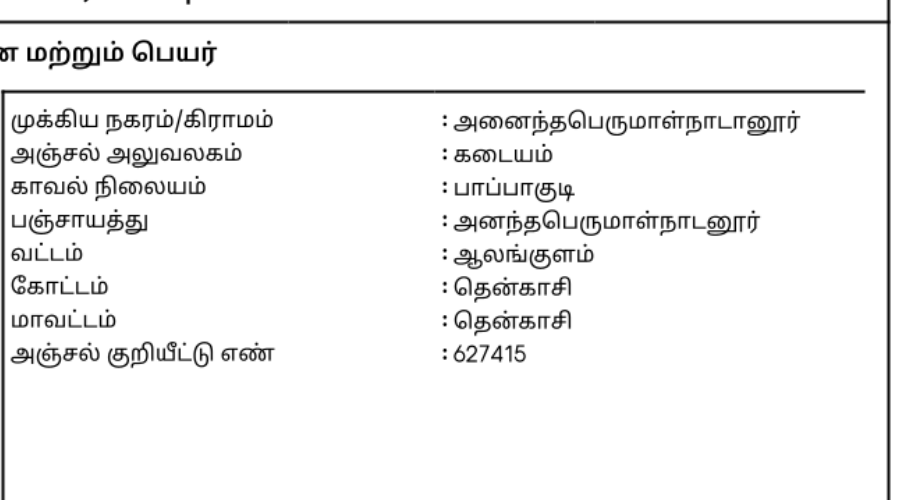 மற்றும் பெயர்
முக்கிய நகரம்/கிராமம் : அனைந்தபெருமாள்நாடானூர்
அஞ்சல் அலுவலகம் : கடையம்
காவல் நிலையம் : பாப்பாகுடி
பஞ்சாயத்து : அனந்தபெருமாள்நாடனூர்
வட்டம் : ஆலங்குளம்
கோட்டம் : தென்காசி
மாவட்டம் : தென்காசி
அஞ்சல் குறியீட்டு எண் : 627415